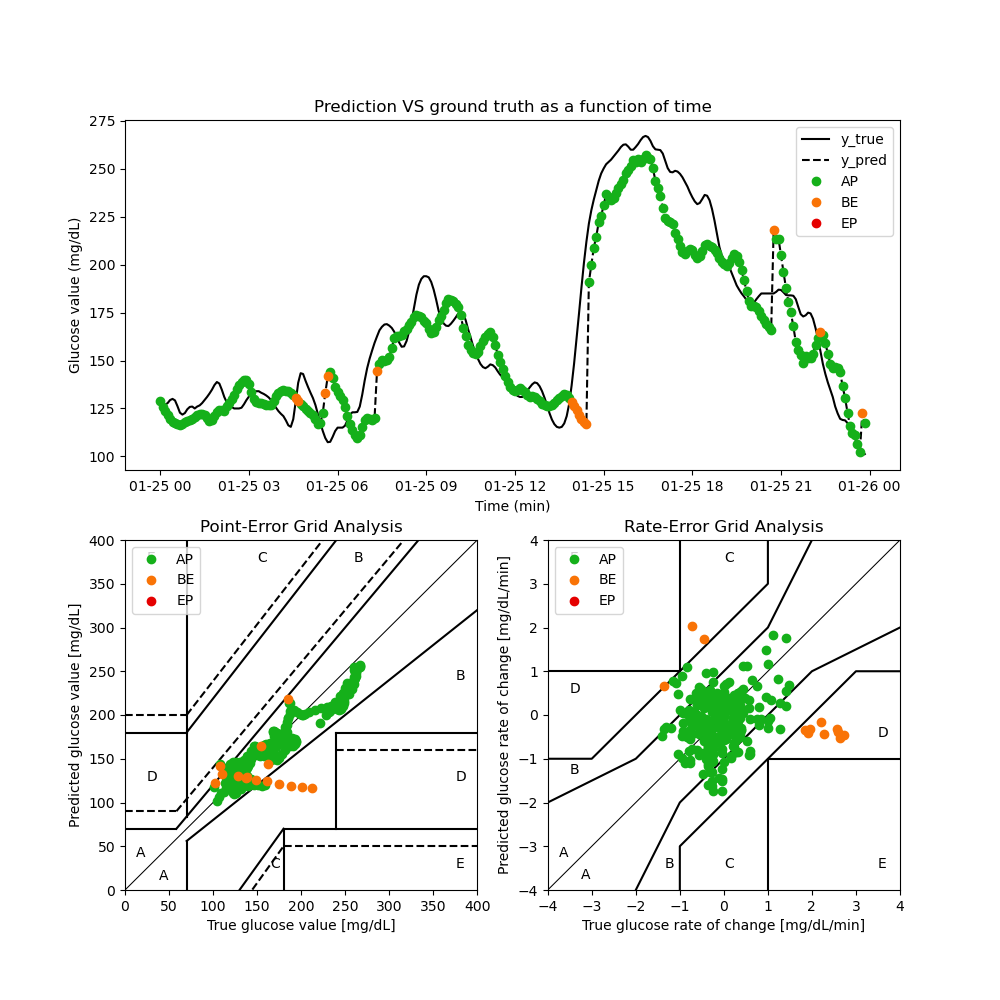 Prediction VS ground truth as a function of time
275
250
225
200
175
150
125
100
Glucose value (mg/dL)
y_true
y_pred
AP
BE
EP
01-25 00 01-25 03 01-25 06 01-25 09 01-25 12 01-25 15 01-25 18 01-25 21 01-26 00
Time (min)
Point-Error Grid Analysis
400
350
300
250
200
150
100
50
0
Predicted glucose value [mg/dL]
AP
BE
EP
C
B
B
D
D
A
A
C
E
0 50 100 150 200 250 300 350 400
True glucose value [mg/dL]
Rate-Error Grid Analysis
4
3
2
1
0
−1
−2
−3
−4
Predicted glucose rate of change [mg/dL/min]
AP
BE
EP
C
D
D
B
A
A
B
C
E
−4 −3 −2 −1 0 1 2 3 4
True glucose rate of change [mg/dL/min]